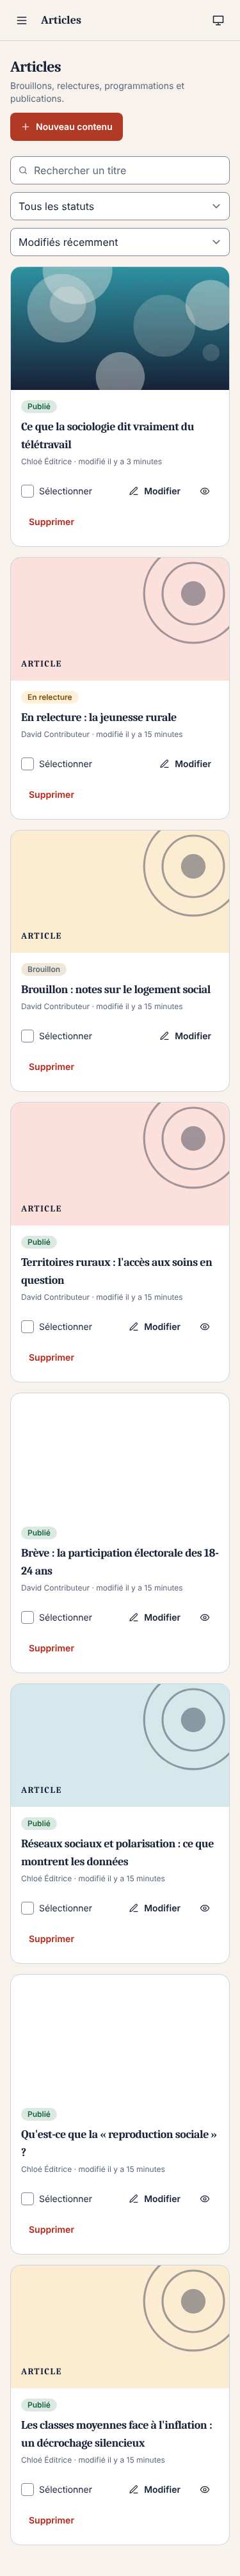 Articles
Articles
Brouillons, relectures, programmations et
publications.
Nouveau contenu
Rechercher un titre
Tous les statuts
Modifiés récemment
Publié
Ce que la sociologie dit vraiment du
télétravail
Chloé Éditrice · modifié il y a 3 minutes
Sélectionner
Modifier
Supprimer
ARTICLE
En relecture
En relecture : la jeunesse rurale
David Contributeur · modifié il y a 15 minutes
Sélectionner
Modifier
Supprimer
ARTICLE
Brouillon
Brouillon : notes sur le logement social
David Contributeur · modifié il y a 15 minutes
Sélectionner
Modifier
Supprimer
ARTICLE
Publié
Territoires ruraux : l'accès aux soins en
question
David Contributeur · modifié il y a 15 minutes
Sélectionner
Modifier
Supprimer
Publié
Brève : la participation électorale des 18-
24 ans
David Contributeur · modifié il y a 15 minutes
Sélectionner
Modifier
Supprimer
ARTICLE
Publié
Réseaux sociaux et polarisation : ce que
montrent les données
Chloé Éditrice · modifié il y a 15 minutes
Sélectionner
Modifier
Supprimer
Publié
Qu'est-ce que la « reproduction sociale »
?
Chloé Éditrice · modifié il y a 15 minutes
Sélectionner
Modifier
Supprimer
ARTICLE
Publié
Les classes moyennes face à l'inflation :
un décrochage silencieux
Chloé Éditrice · modifié il y a 15 minutes
Sélectionner
Modifier
Supprimer